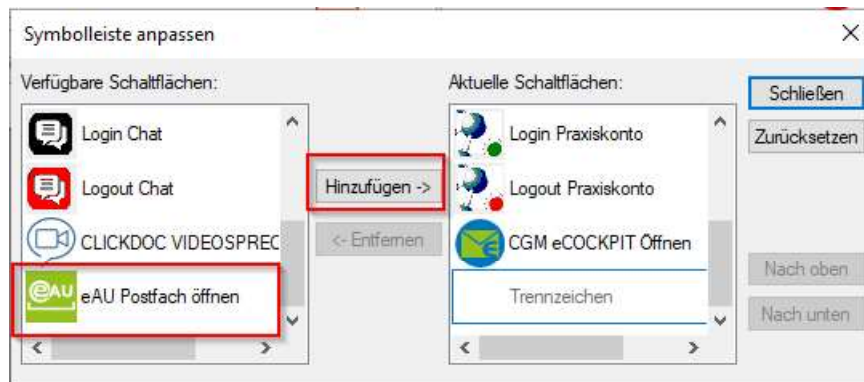 Symbolleiste anpassen
Verfügbare Schaltflächen:
Login Chat
Logout Chat
CLICKDOC VIDEOSPREC
eAU
eAU Postfach öffnen
Hinzufügen ->
<- Entfernen
Aktuelle Schaltflächen:
Login Praxiskonto
Logout Praxiskonto
CGM eCOCKPIT Öffnen
Trennzeichen
Schließen
Zurücksetzen
Nach oben
Nach unten